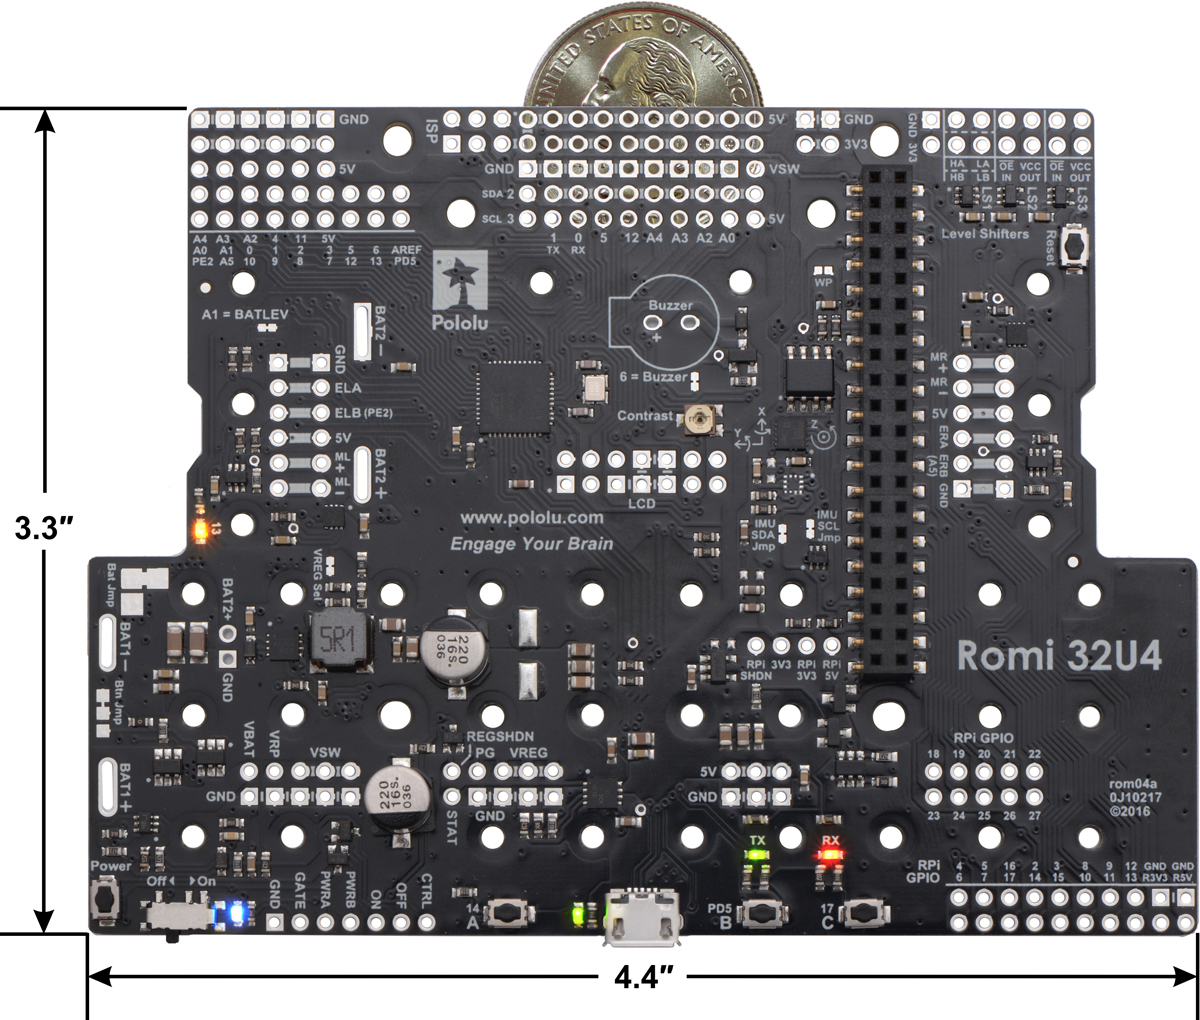 UNITED STATES OF AMERICA
GND
ISP
5V
GND
GND
3V3
3V3
5V
GND
VSW
HA
LA
OE
VCC
OE
VCC
HB
LB
IN
OUT
IN
OUT
SDA 2
SCL 3
5V
LS1
LS2
LS3
Level Shifters
Reset
A4 A3 A2 4 11 5V
A0 A1 0 1 2 3 5 6 AREF
PE2 A5 10 9 8 7 12 13 PD5
1 0 5 12 A4 A3 A2 A0
TX RX
WP
Pololu
Buzzer
+
6 = Buzzer
A1 = BATLEV
BAT2 -
GND
ELA
ELB (PE2)
5V
ML
+
ML
-
BAT2 +
Contrast
X
Y
Z
MR
+
MR
-
5V
ERA
ERB
(A5)
GND
LCD
www.pololu.com
Engage Your Brain
IMU
SDA
Jmp
IMU
SCL
Jmp
13
3.3″
VREG Sel
Bat Jmp
BAT2+
GND
BAT1 -
Btn Jmp
5R1
220
16S.
036
RPi
SHDN
3V3
RPi
3V3
RPi
5V
Romi 32U4
VBAT
VRP
VSW
GND
REGSHDN
PG
VREG
GND
STAT
220
16S.
036
5V
GND
RPi GPIO
18 19 20 21 22
23 24 25 26 27
rom04a
0J10217
©2016
BAT1 +
Power
Off
On
GND
GATE
PWRA
PWRB
ON
OFF
CTRL
TX
RX
14
A
PD5
B
17
C
RPi 4 5 16 2 3 8 9 12 GND GND
GPIO 6 7 17 14 15 10 11 13 R3V3 R5V
4.4″